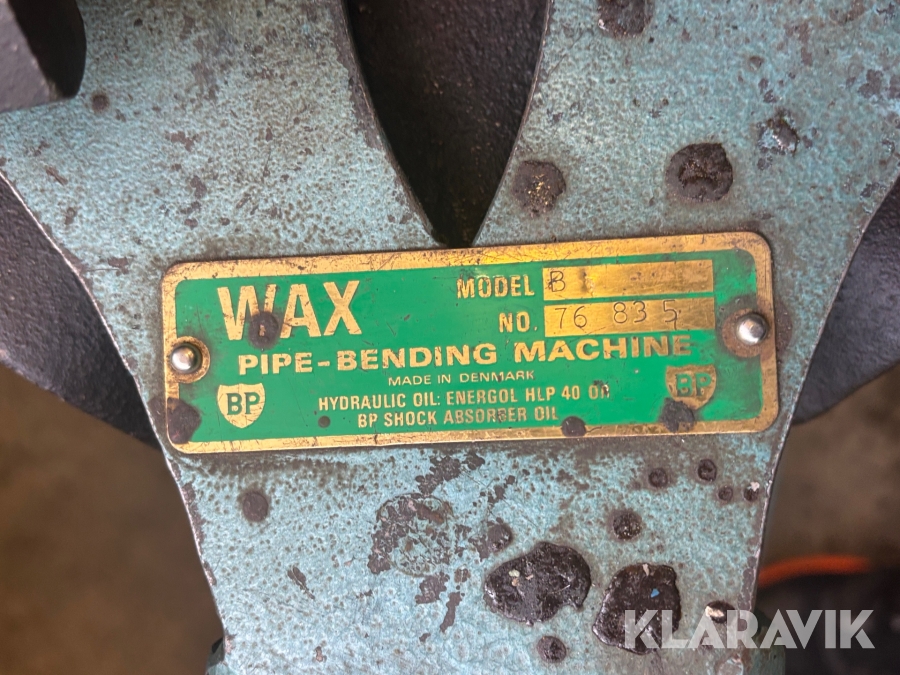 WAX
MODEL B
NO. 76 83 5
PIPE-BENDING MACHINE
MADE IN DENMARK
BP HYDRAULIC OIL: ENERGOL HLP 40 OR BP
BP SHOCK ABSORBER OIL
KLARAVIK